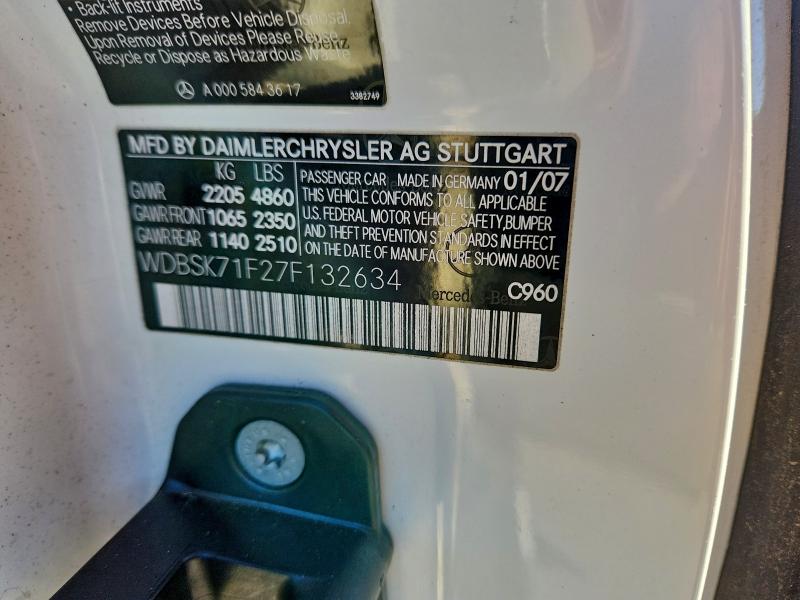 • Back-lit Instruments
Remove Devices Before Vehicle Disposal.
Upon Removal of Devices Please Reuse,
Recycle or Dispose as Hazardous Waste
A 000 584 36 17
3382749
MFD BY DAIMLERCHRYSLER AG STUTTGART
KG LBS
GVWR 2205 4860
GAWR FRONT 1065 2350
GAWR REAR 1140 2510
PASSENGER CAR MADE IN GERMANY 01/07
THIS VEHICLE CONFORMS TO ALL APPLICABLE
U.S. FEDERAL MOTOR VEHICLE SAFETY, BUMPER
AND THEFT PREVENTION STANDARDS IN EFFECT
ON THE DATE OF MANUFACTURE SHOWN ABOVE
WDBSK71F27F132634
Mercedes-Benz
C960